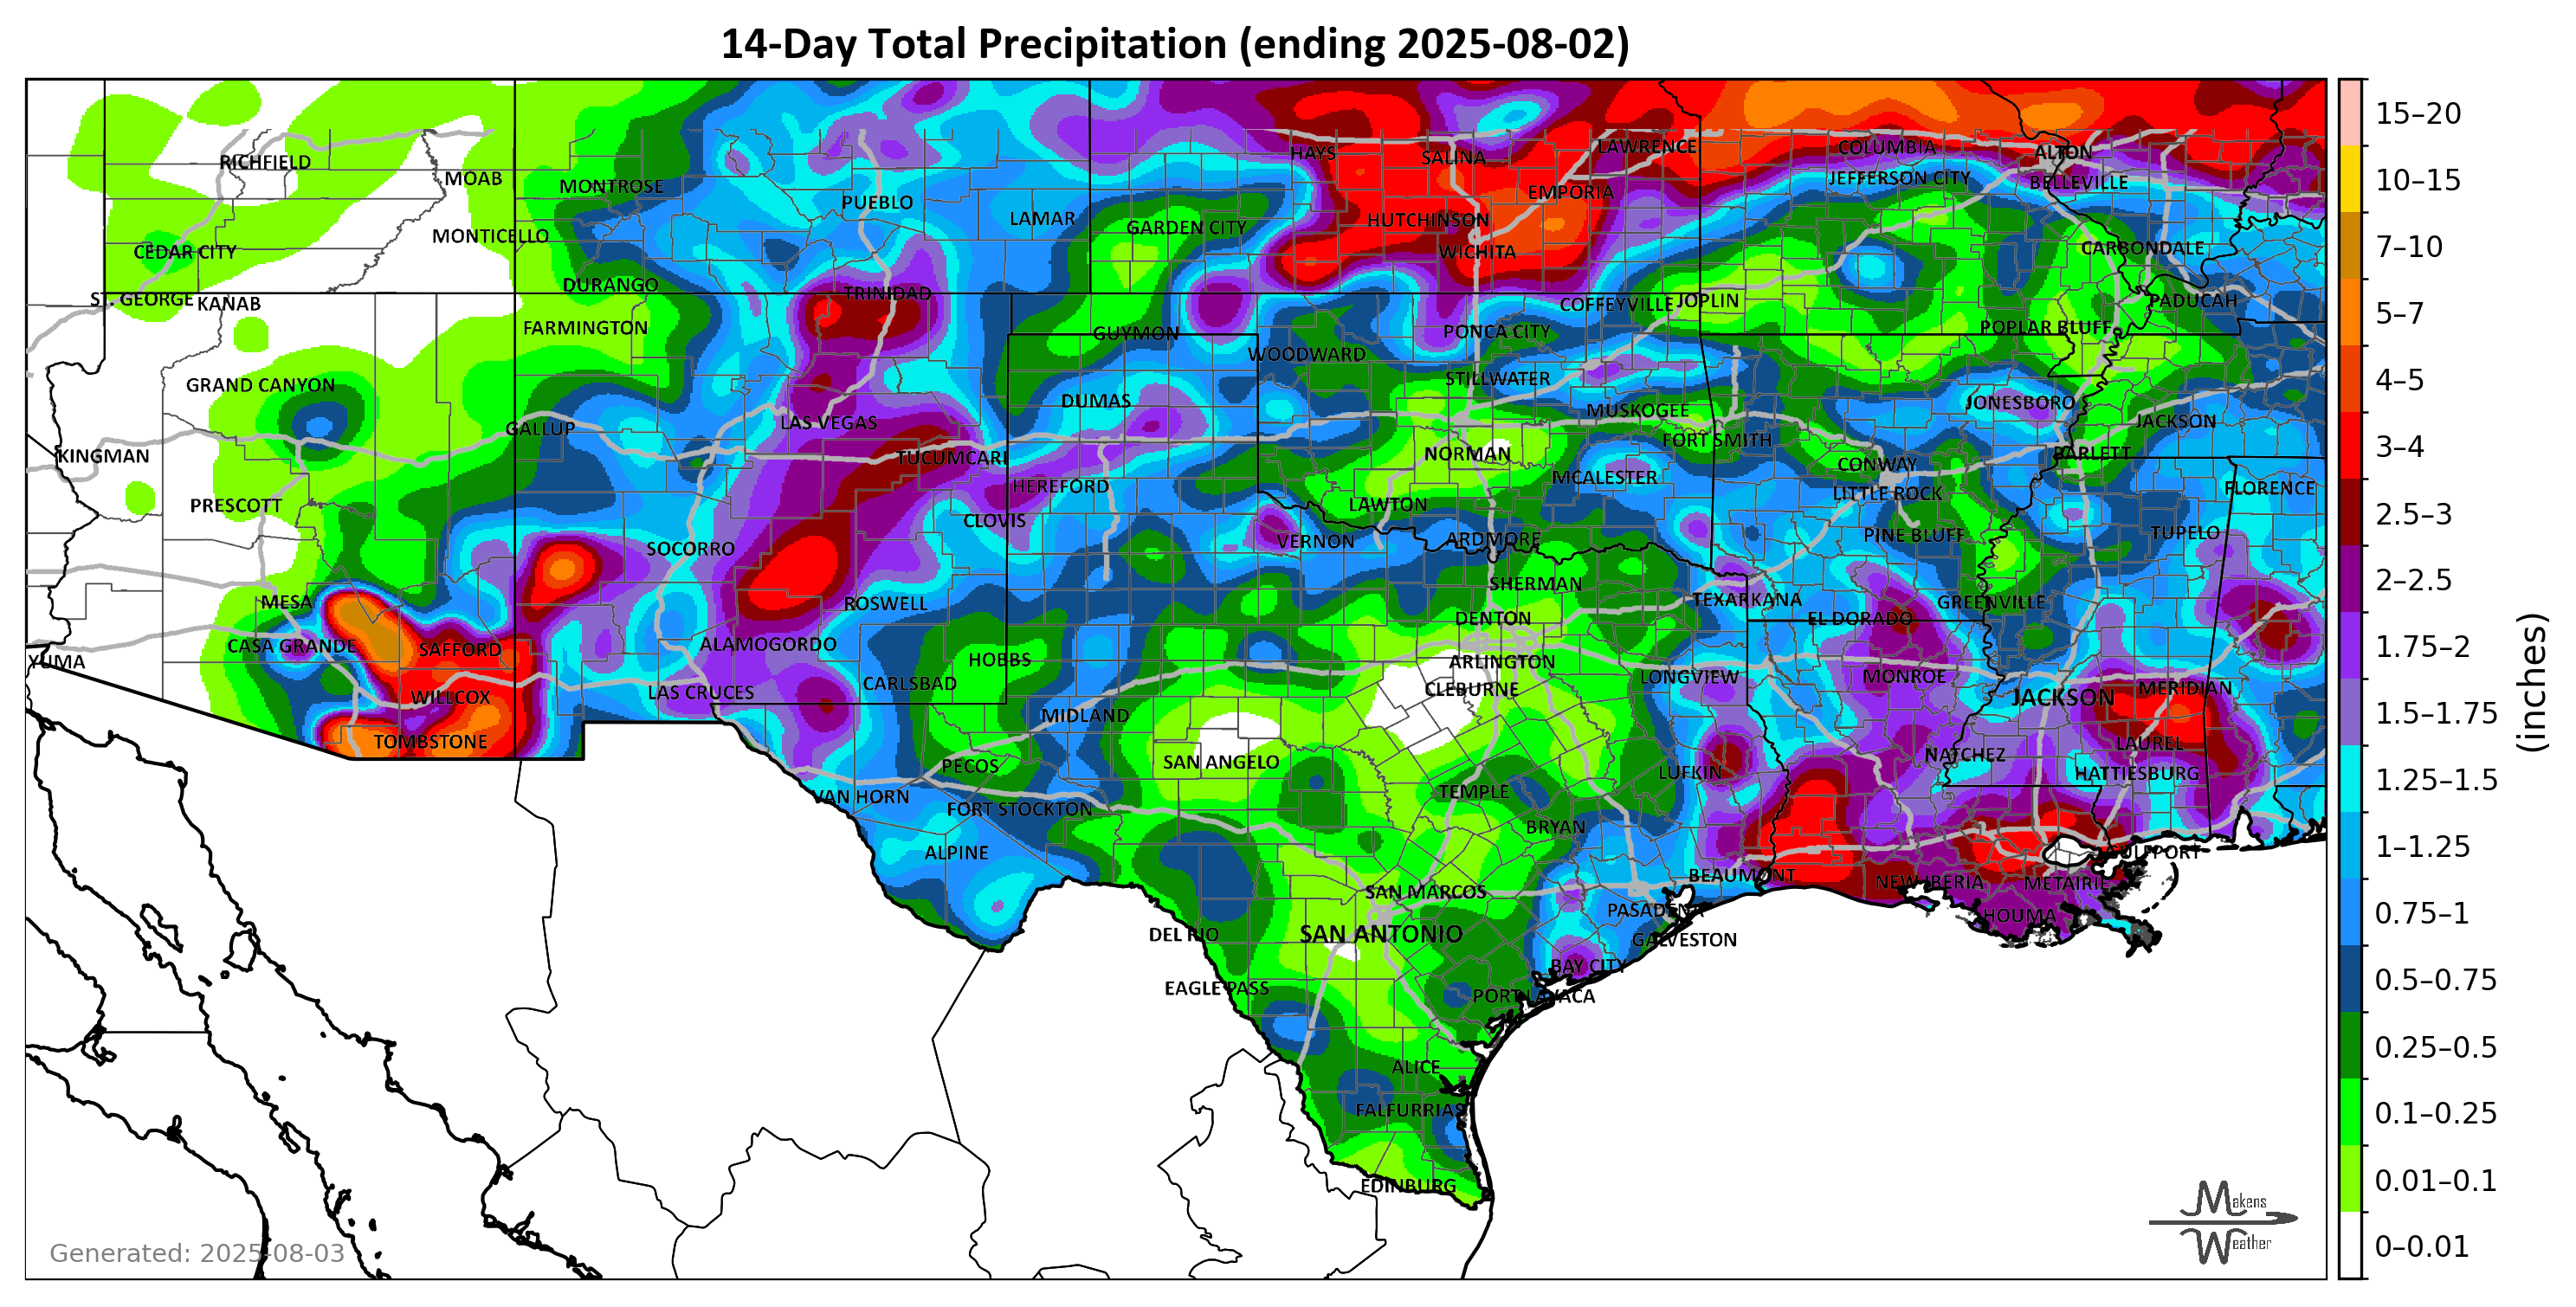 14-Day Total Precipitation (ending 2025-08-02)
RICHFIELD
MOAB
MONTROSE
PUEBLO
LAMAR
GARDEN CITY
HAYS
SALINA
LAWRENCE
EMPORIA
COLUMBIA
ALTON
JEFFERSON CITY
BELLEVILLE
CEDAR CITY
MONTICELLO
HUTCHINSON
WICHITA
CARBONDALE
DURANGO
TRINIDAD
ST. GEORGE
KANAB
COFFEYVILLE
JOPLIN
PADUCAH
FARMINGTON
GUYMON
PONCA CITY
POPLAR BLUFF
WOODWARD
GRAND CANYON
STILLWATER
DUMAS
JONESBORO
MUSKOGEE
LAS VEGAS
JACKSON
GALLUP
FORT SMITH
KINGMAN
TUCUMCARI
NORMAN
BARLETT
CONWAY
HEREFORD
MCALESTER
LITTLE ROCK
FLORENCE
PRESCOTT
LAWTON
CLOVIS
PINE BLUFF
TUPELO
SOCORRO
VERNON
ARDMORE
SHERMAN
MESA
ROSWELL
TEXARKANA
GREENVILLE
DENTON
EL DORADO
CASA GRANDE
SAFFORD
ALAMOGORDO
YUMA
HOBBS
ARLINGTON
LONGVIEW
MONROE
WILLCOX
LAS CRUCES
CARLSBAD
CLEBURNE
JACKSON
MERIDIAN
MIDLAND
TOMBSTONE
LAUREL
PECOS
SAN ANGELO
LUFKIN
NATCHEZ
HATTIESBURG
VAN HORN
FORT STOCKTON
TEMPLE
BRYAN
ALPINE
GULFPORT
BEAUMONT
NEW IBERIA
METAIRIE
SAN MARCOS
PASADENA
HOUMA
DEL RIO
SAN ANTONIO
GALVESTON
BAY CITY
EAGLE PASS
PORT LAVACA
ALICE
FALFURRIAS
EDINBURG
Generated: 2025-08-03
Makens
Weather
15–20
10–15
7–10
5–7
4–5
3–4
2.5–3
2–2.5
1.75–2
1.5–1.75
1.25–1.5
1–1.25
0.75–1
0.5–0.75
0.25–0.5
0.1–0.25
0.01–0.1
0–0.01
(inches)